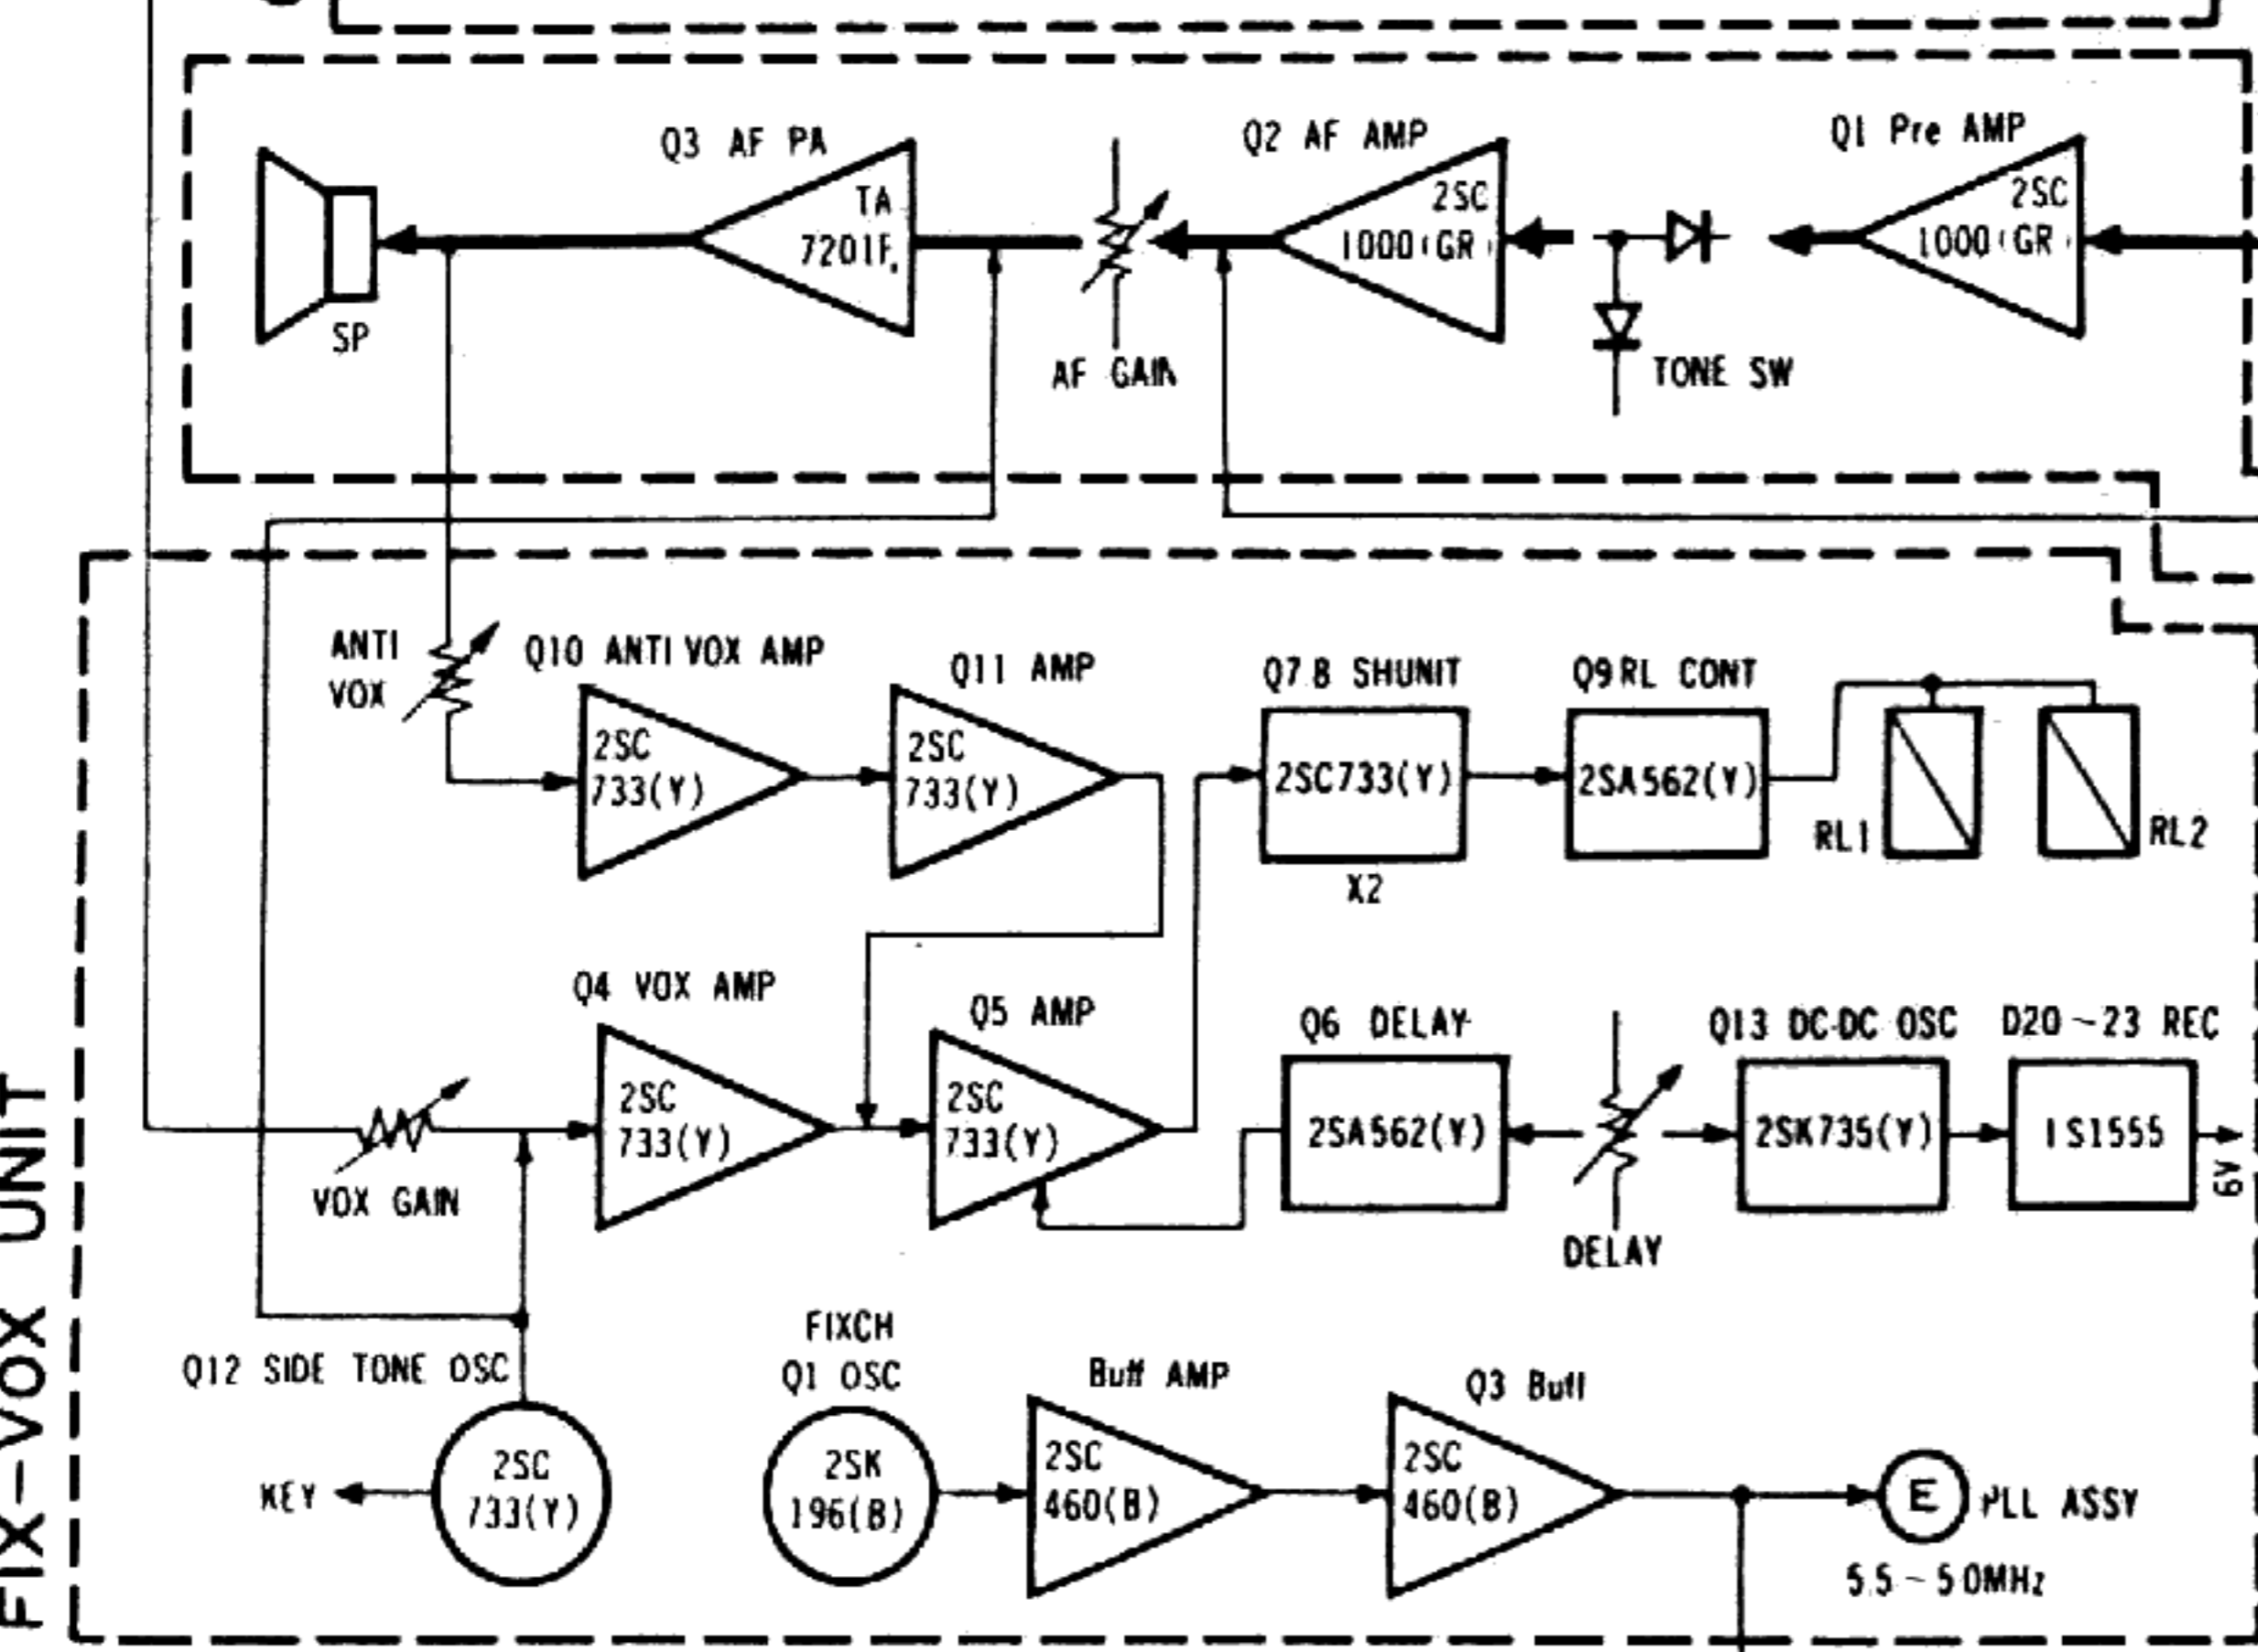 Q3 AF PA
Q2 AF AMP
Q1 Pre AMP
TA
7201P
2SC
1000(GR)
2SC
1000(GR)
SP
AF GAIN
TONE SW
ANTI
VOX
Q10 ANTI VOX AMP
Q11 AMP
Q7.8 SHUNIT
Q9 RL CONT
2SC
733(Y)
2SC
733(Y)
2SC733(Y)
2SA562(Y)
RL1
RL2
X2
Q4 VOX AMP
Q5 AMP
Q6 DELAY
Q13 DC-DC OSC
D20~23 REC
2SC
733(Y)
2SC
733(Y)
2SA562(Y)
2SK735(Y)
1S1555
6V
VOX GAIN
DELAY
FIX-VOX UNIT
Q12 SIDE TONE OSC
FIXCH
Q1 OSC
Buff AMP
Q3 Buff
KEY
2SC
733(Y)
2SK
196(B)
2SC
460(B)
2SC
460(B)
E
PLL ASSY
5.5~5.0MHz